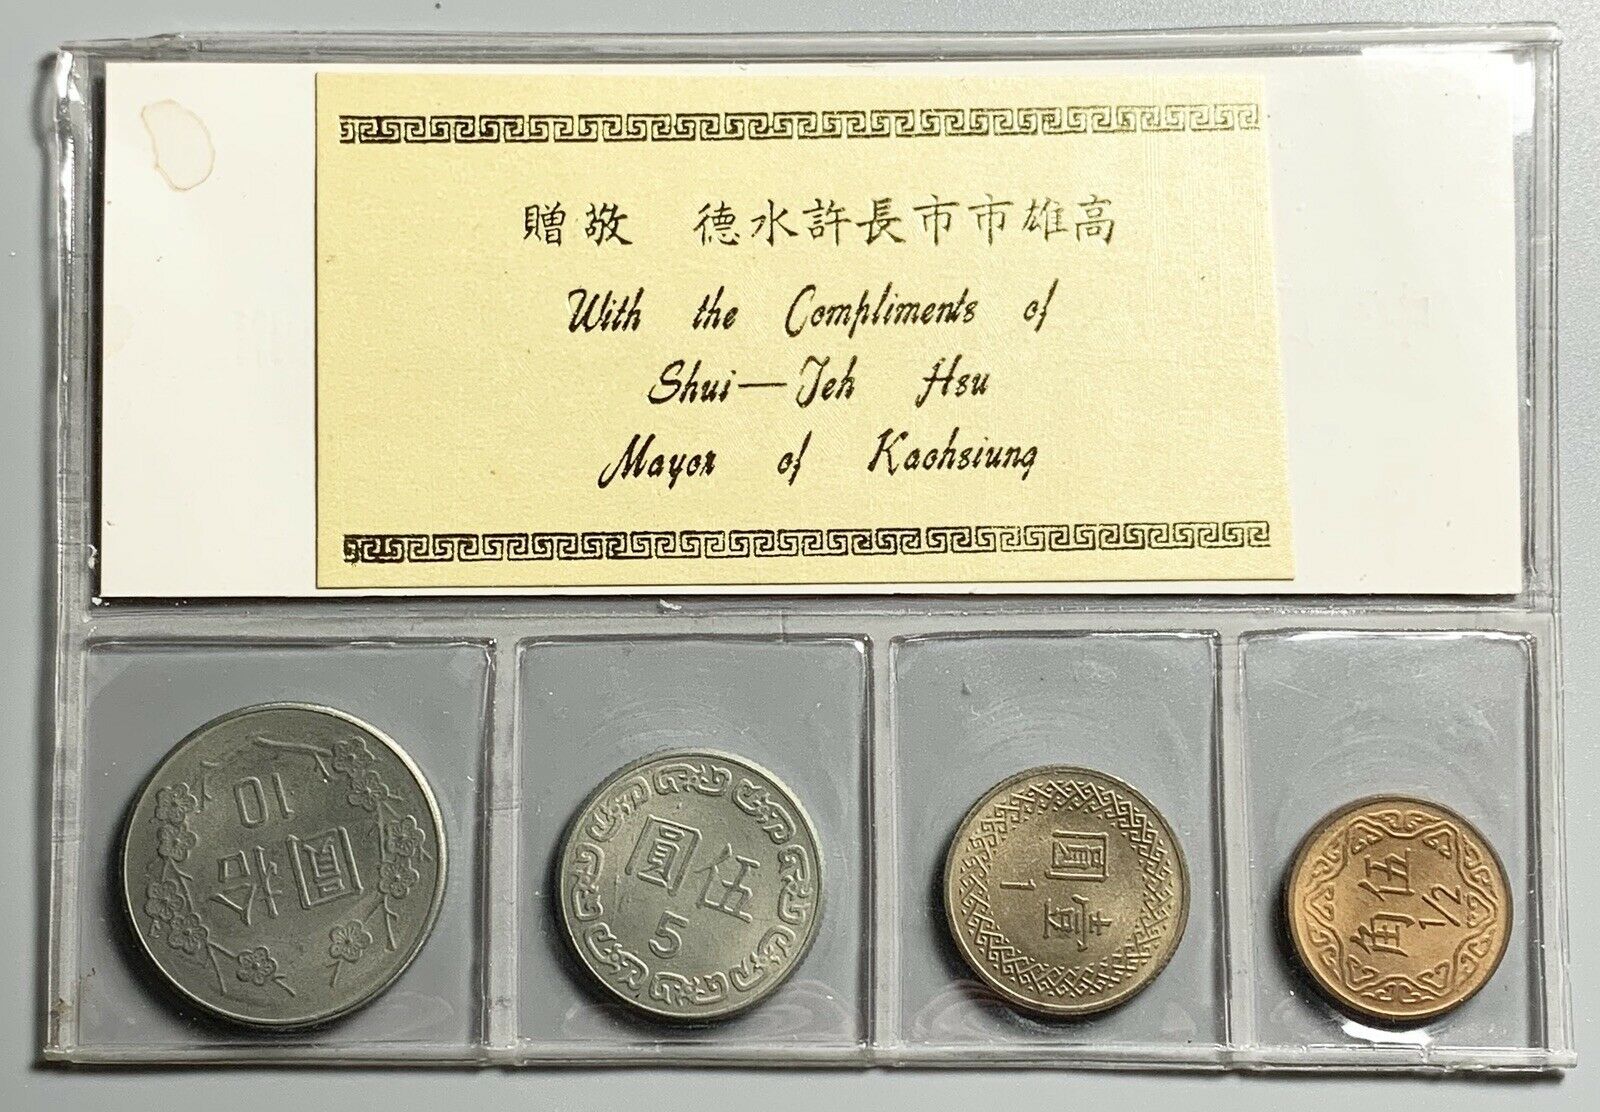 高雄市市長許水德 敬贈
With the Compliments of
Shui—Teh Hsu
Mayor of Kaohsiung
拾圓
10
伍圓
5
壹圓
1
伍角
1/2